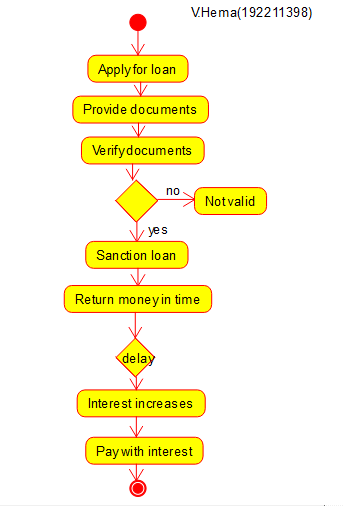 V.Hema(192211398)
Apply for loan
Provide documents
Verify documents
no
Not valid
yes
Sanction loan
Return money in time
delay
Interest increases
Pay with interest